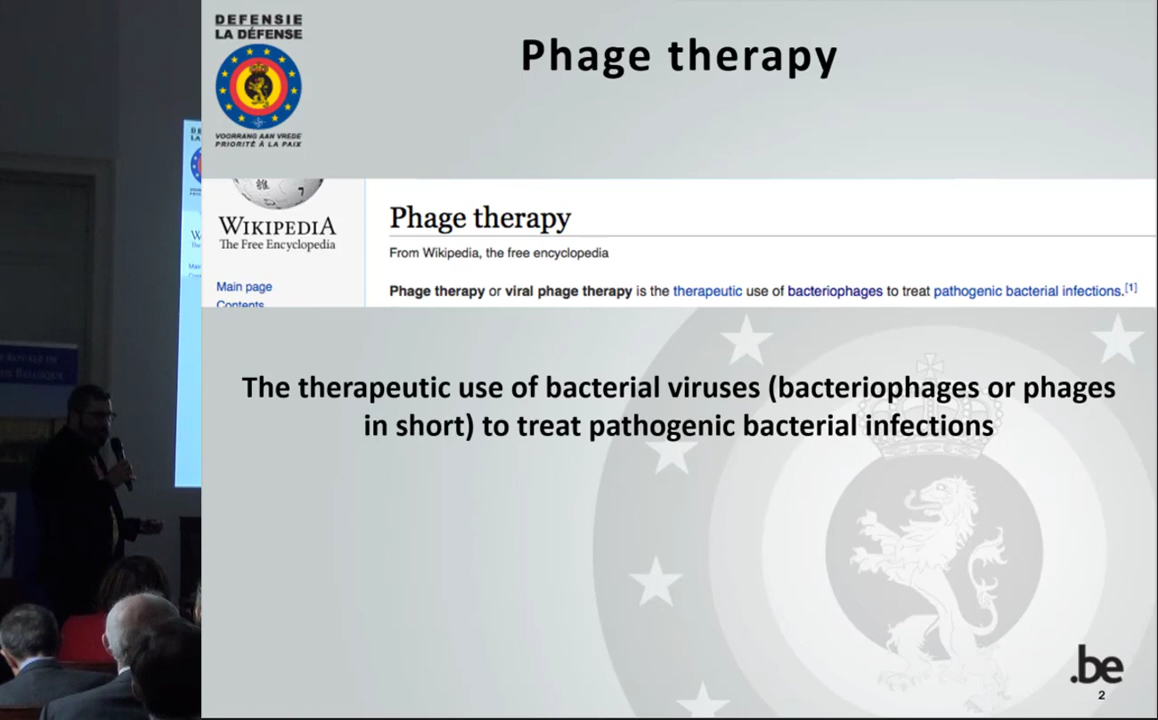 DEFENSIE
LA DÉFENSE
VOORRANG AAN VREDE
PRIORITÉ À LA PAIX
Phage therapy
WIKIPEDIA
The Free Encyclopedia
Main page
Contents
Phage therapy
From Wikipedia, the free encyclopedia
Phage therapy or viral phage therapy is the therapeutic use of bacteriophages to treat pathogenic bacterial infections.[1]
The therapeutic use of bacterial viruses (bacteriophages or phages
in short) to treat pathogenic bacterial infections
.be
2